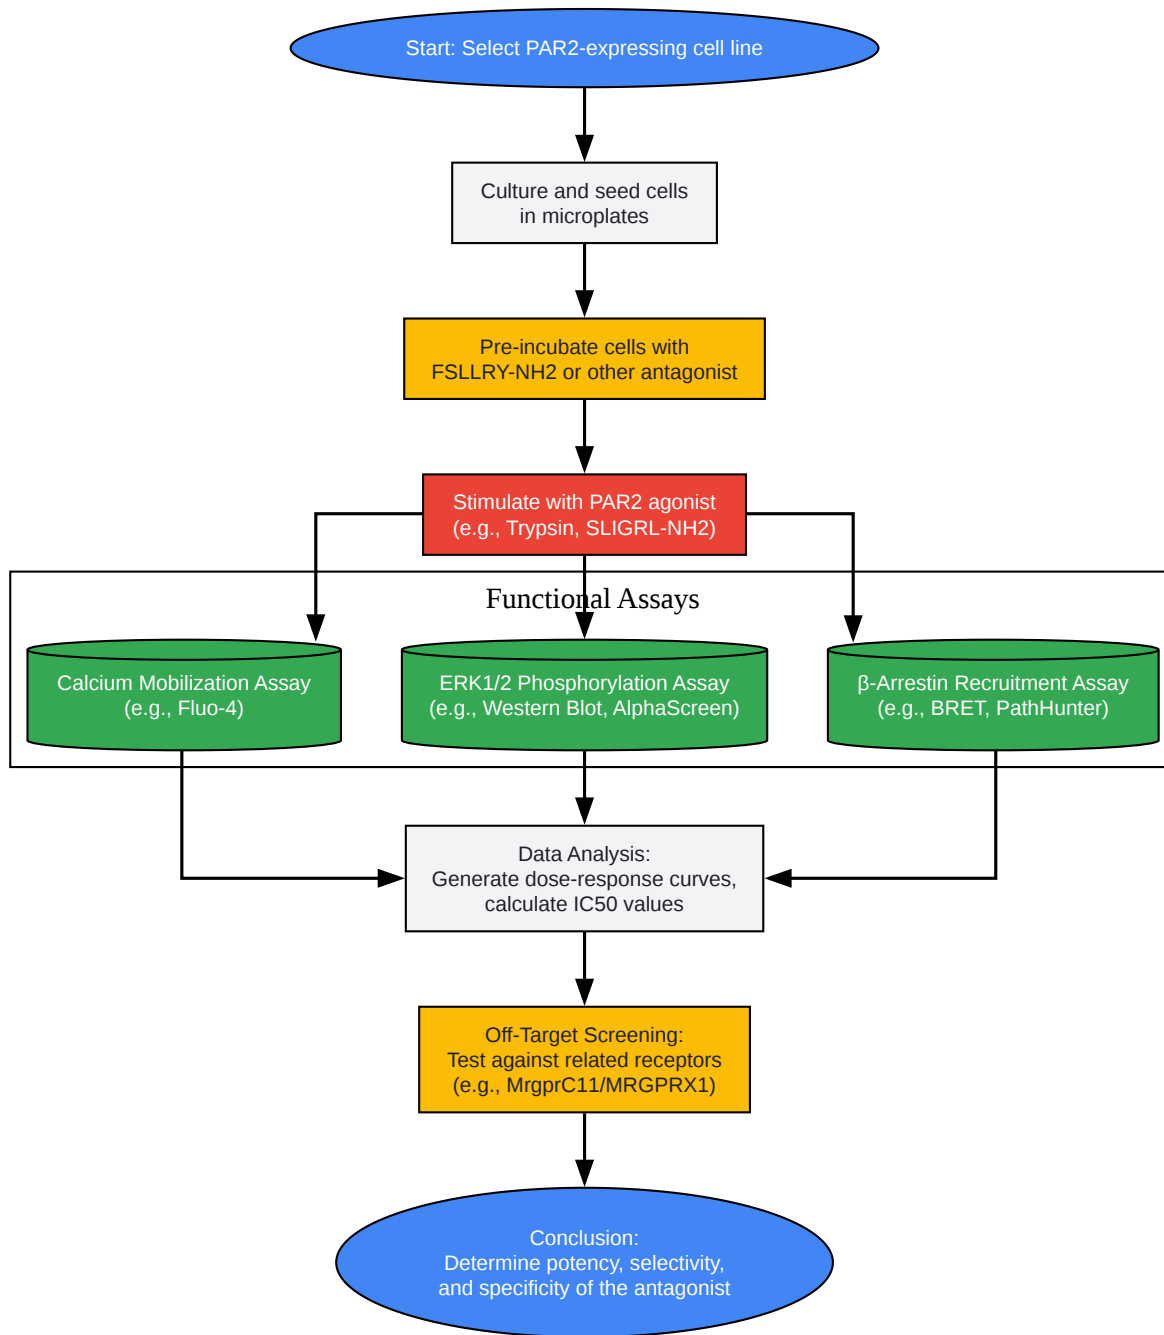 Start: Select PAR2-expressing cell line
Culture and seed cells
in microplates
Pre-incubate cells with
FSLLRY-NH2 or other antagonist
Stimulate with PAR2 agonist
(e.g., Trypsin, SLIGRL-NH2)
Functional Assays
Calcium Mobilization Assay
(e.g., Fluo-4)
ERK1/2 Phosphorylation Assay
(e.g., Western Blot, AlphaScreen)
β-Arrestin Recruitment Assay
(e.g., BRET, PathHunter)
Data Analysis:
Generate dose-response curves,
calculate IC50 values
Off-Target Screening:
Test against related receptors
(e.g., MrgprC11/MRGPRX1)
Conclusion:
Determine potency, selectivity,
and specificity of the antagonist